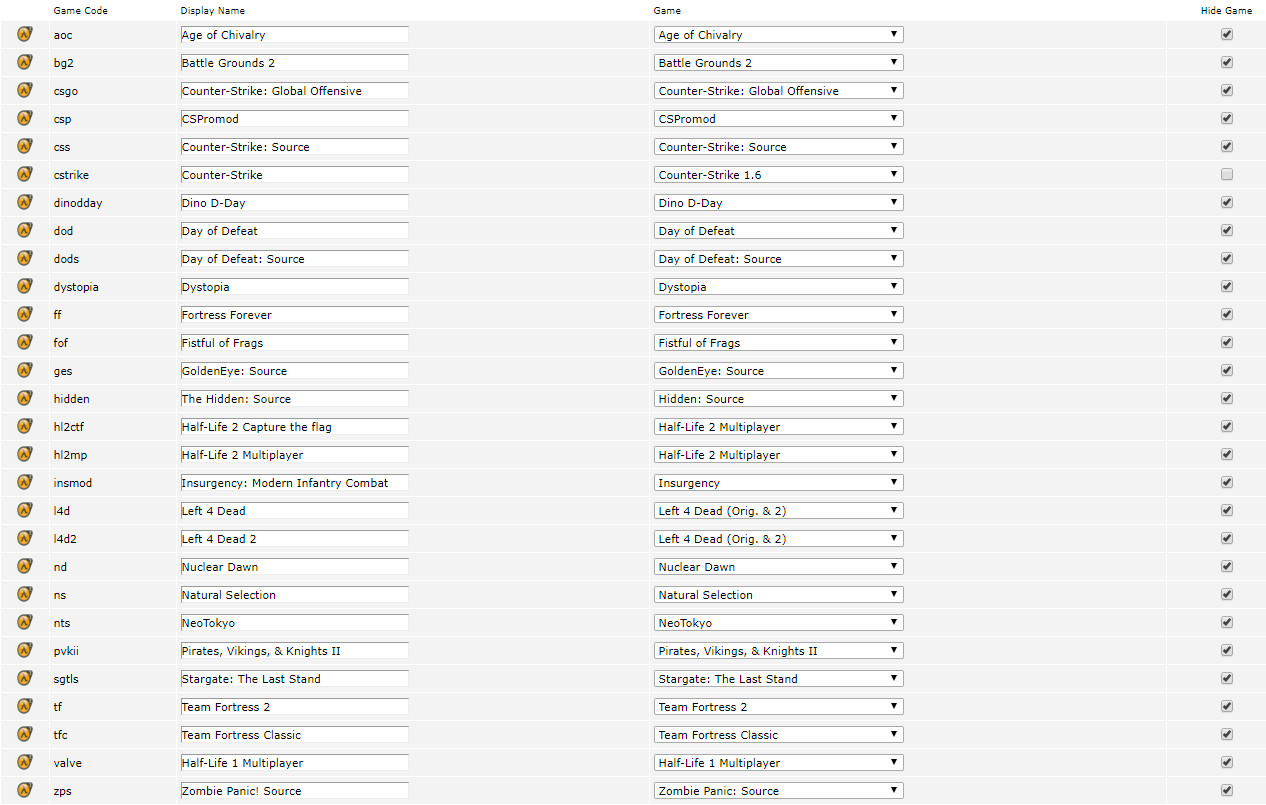 Game Code Display Name Game Hide Game
aoc Age of Chivalry Age of Chivalry
bg2 Battle Grounds 2 Battle Grounds 2
csgo Counter-Strike: Global Offensive Counter-Strike: Global Offensive
csp CSPromod CSPromod
css Counter-Strike: Source Counter-Strike: Source
cstrike Counter-Strike Counter-Strike 1.6
dinodday Dino D-Day Dino D-Day
dod Day of Defeat Day of Defeat
dods Day of Defeat: Source Day of Defeat: Source
dystopia Dystopia Dystopia
ff Fortress Forever Fortress Forever
fof Fistful of Frags Fistful of Frags
ges GoldenEye: Source GoldenEye: Source
hidden The Hidden: Source Hidden: Source
hl2ctf Half-Life 2 Capture the flag Half-Life 2 Multiplayer
hl2mp Half-Life 2 Multiplayer Half-Life 2 Multiplayer
insmod Insurgency: Modern Infantry Combat Insurgency
l4d Left 4 Dead Left 4 Dead (Orig. & 2)
l4d2 Left 4 Dead 2 Left 4 Dead (Orig. & 2)
nd Nuclear Dawn Nuclear Dawn
ns Natural Selection Natural Selection
nts NeoTokyo NeoTokyo
pvkii Pirates, Vikings, & Knights II Pirates, Vikings, & Knights II
sgtls Stargate: The Last Stand Stargate: The Last Stand
tf Team Fortress 2 Team Fortress 2
tfc Team Fortress Classic Team Fortress Classic
valve Half-Life 1 Multiplayer Half-Life 1 Multiplayer
zps Zombie Panic! Source Zombie Panic: Source